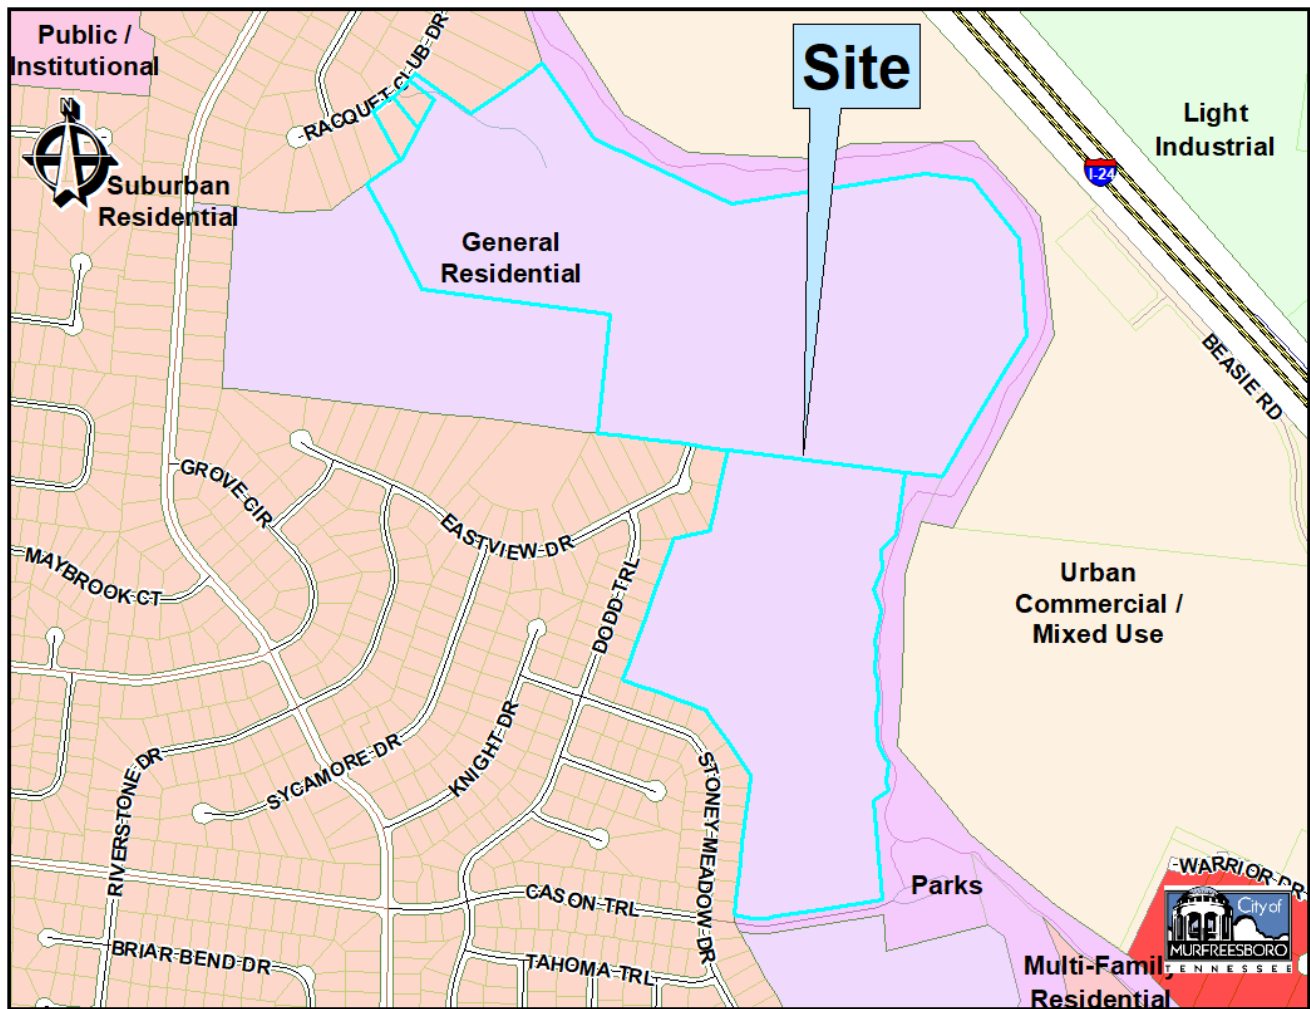 Public /
Institutional
RACQUET CLUB DR
Site
Light
Industrial
N
I-24
Suburban
Residential
General
Residential
BEASIE RD
GROVE CIR
EASTVIEW DR
MAYBROOK CT
DODD TRL
Urban
Commercial /
Mixed Use
KNIGHT DR
SYCAMORE DR
RIVERSTONE DR
STONEY MEADOW DR
WARRIOR DR
Parks
CASON TRL
City of
MURFREESBORO
TENNESSEE
BRIAR BEND DR
TAHOMA TRL
Multi-Family
Residential